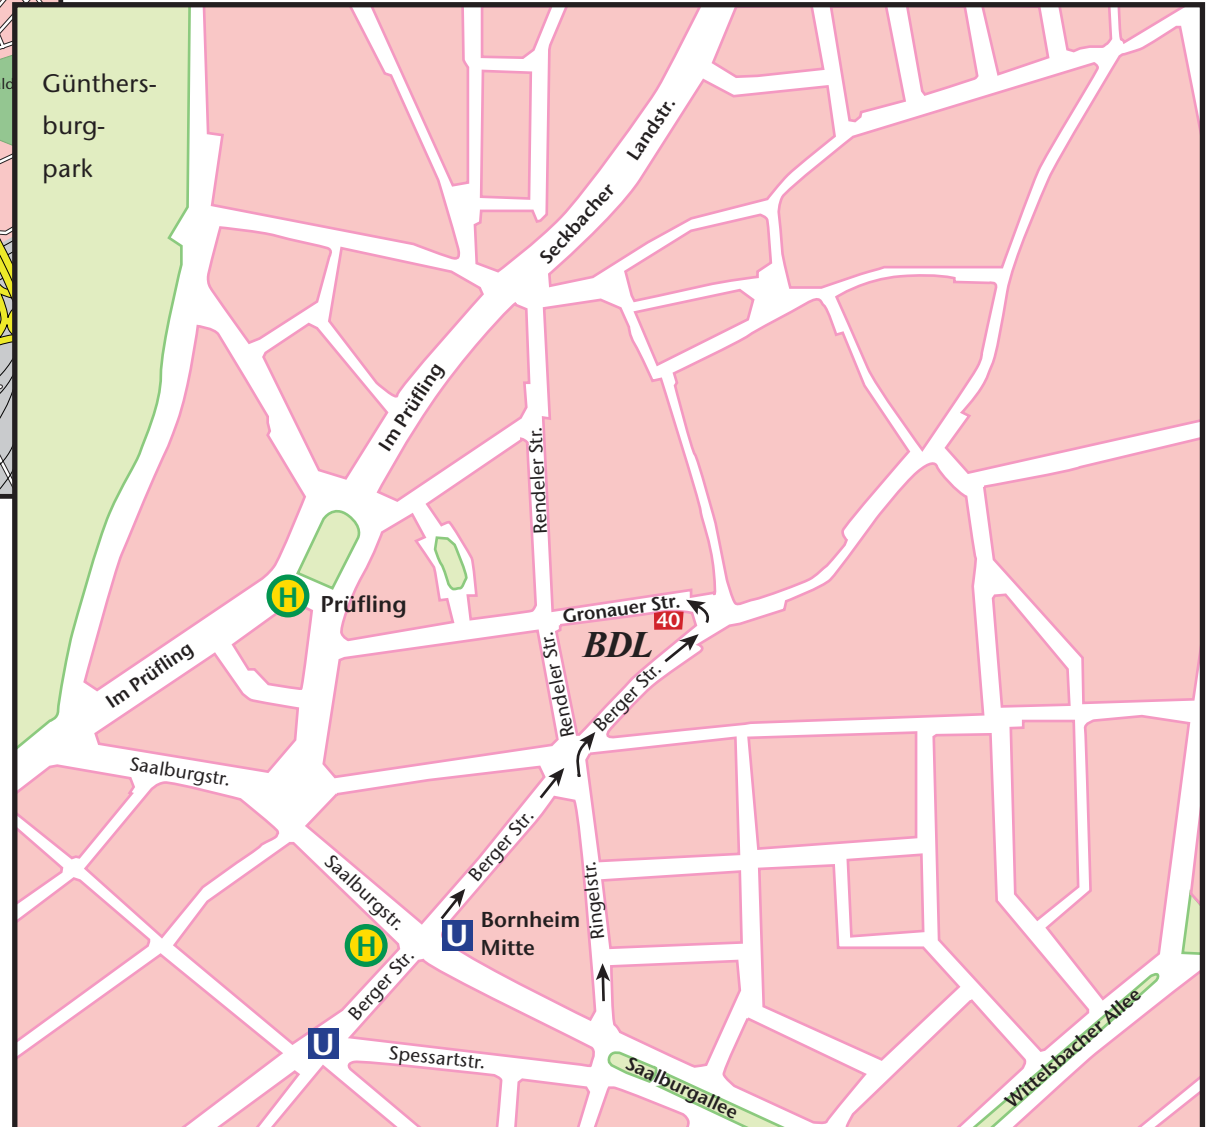 Günthers-
burg-
park
Seckbacher Landstr.
Im Prüfling
Rendeler Str.
H
Prüfling
Gronauer Str.
40
BDL
Im Prüfling
Rendeler Str.
Berger Str.
Saalburgstr.
Berger Str.
Saalburgstr.
Ringelstr.
U
Bornheim
Mitte
H
Berger Str.
U
Spessartstr.
Saalburgallee
Wittelsbacher Allee